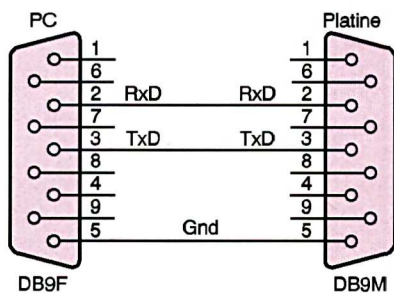 PC Platine
1 1
6 6
2 RxD RxD 2
7 7
3 TxD TxD 3
8 8
4 4
9 9
5 Gnd 5
DB9F DB9M